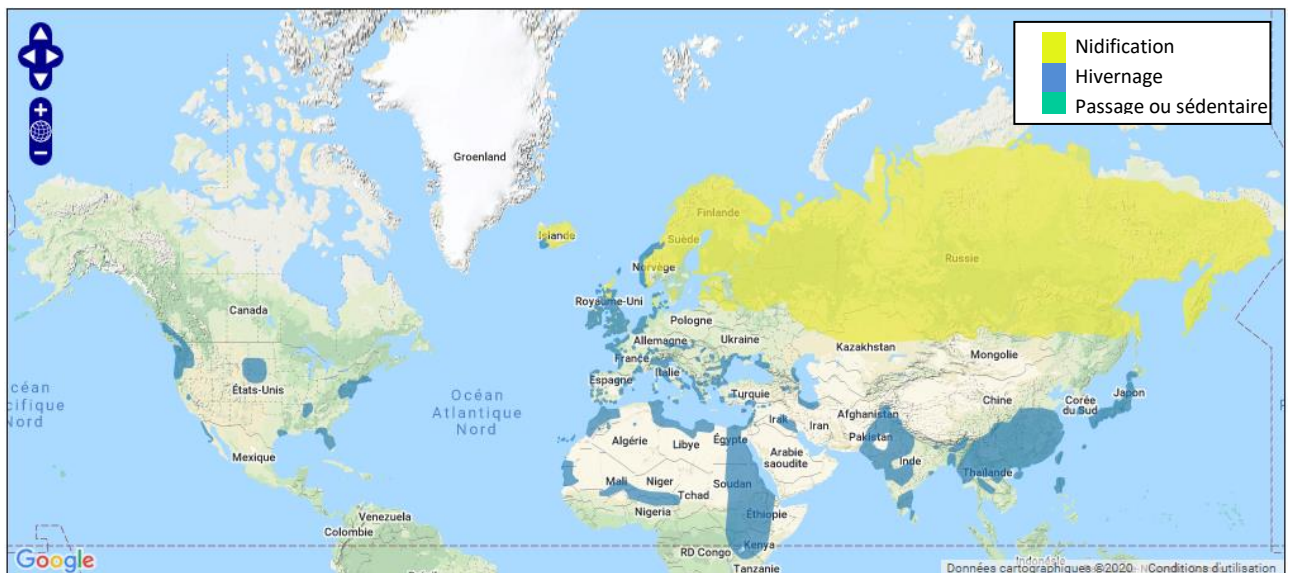 Nidification
Hivernage
Passage ou sédentaire
Groenland
Islande
Finlande
Suède
Norvège
Russie
Royaume-Uni
Canada
Pologne
Allemagne
Ukraine
Kazakhstan
Mongolie
France
Italie
États-Unis
Espagne
Turquie
Chine
Corée
du Sud
Japon
céan
cifique
Nord
Océan
Atlantique
Nord
Afghanistan
Irak
Iran
Pakistan
Algérie
Libye
Égypte
Arabie
saoudite
Inde
Mexique
Mali
Niger
Tchad
Soudan
Thaïlande
Nigeria
Éthiopie
Venezuela
Colombie
RD Congo
Kenya
Tanzanie
Google
Données cartographiques ©2020
Conditions d'utilisation